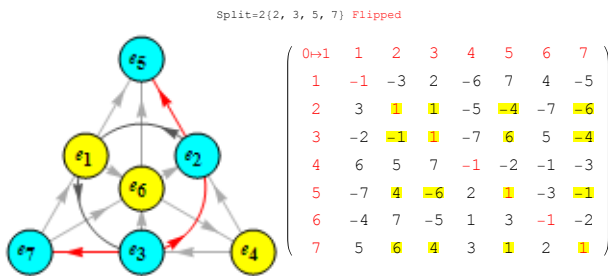 Split=2{2, 3, 5, 7} Flipped
e5
e1
e2
e6
e7
e3
e4
0↦1 1 2 3 4 5 6 7
1 -1 -3 2 -6 7 4 -5
2 3 1 1 -5 -4 -7 -6
3 -2 -1 1 -7 6 5 -4
4 6 5 7 -1 -2 -1 -3
5 -7 4 -6 2 1 -3 -1
6 -4 7 -5 1 3 -1 -2
7 5 6 4 3 1 2 1